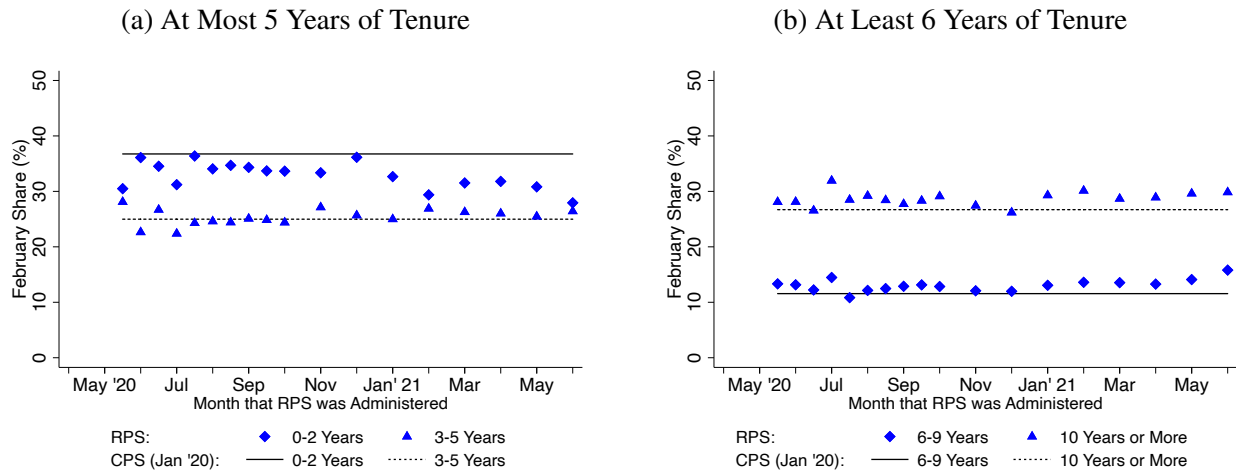 (a) At Most 5 Years of Tenure
February Share (%)
50
40
30
20
10
0
May '20 Jul Sep Nov Jan' 21 Mar May
Month that RPS was Administered
RPS: 0-2 Years 3-5 Years
CPS (Jan '20): 0-2 Years 3-5 Years
(b) At Least 6 Years of Tenure
February Share (%)
50
40
30
20
10
0
May '20 Jul Sep Nov Jan' 21 Mar May
Month that RPS was Administered
RPS: 6-9 Years 10 Years or More
CPS (Jan '20): 6-9 Years 10 Years or More